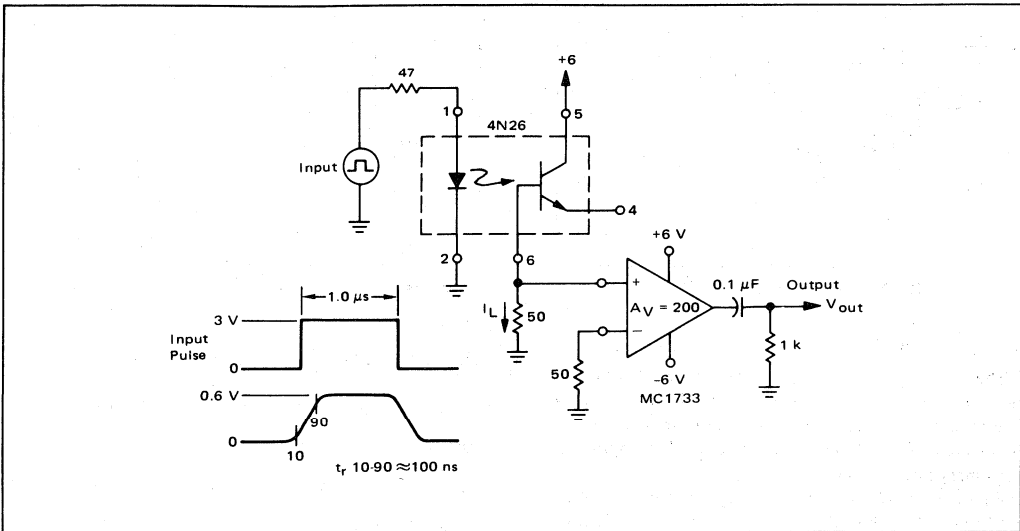 +6
47
1
5
4N26
Input
4
2
6
+6 V
1.0 μs
0.1 μF
Output
+
V_out
I_L
50
A_V = 200
3 V
Input
Pulse
−
1 k
0
50
-6 V
MC1733
0.6 V
90
0
10
t_r 10-90 ≈100 ns